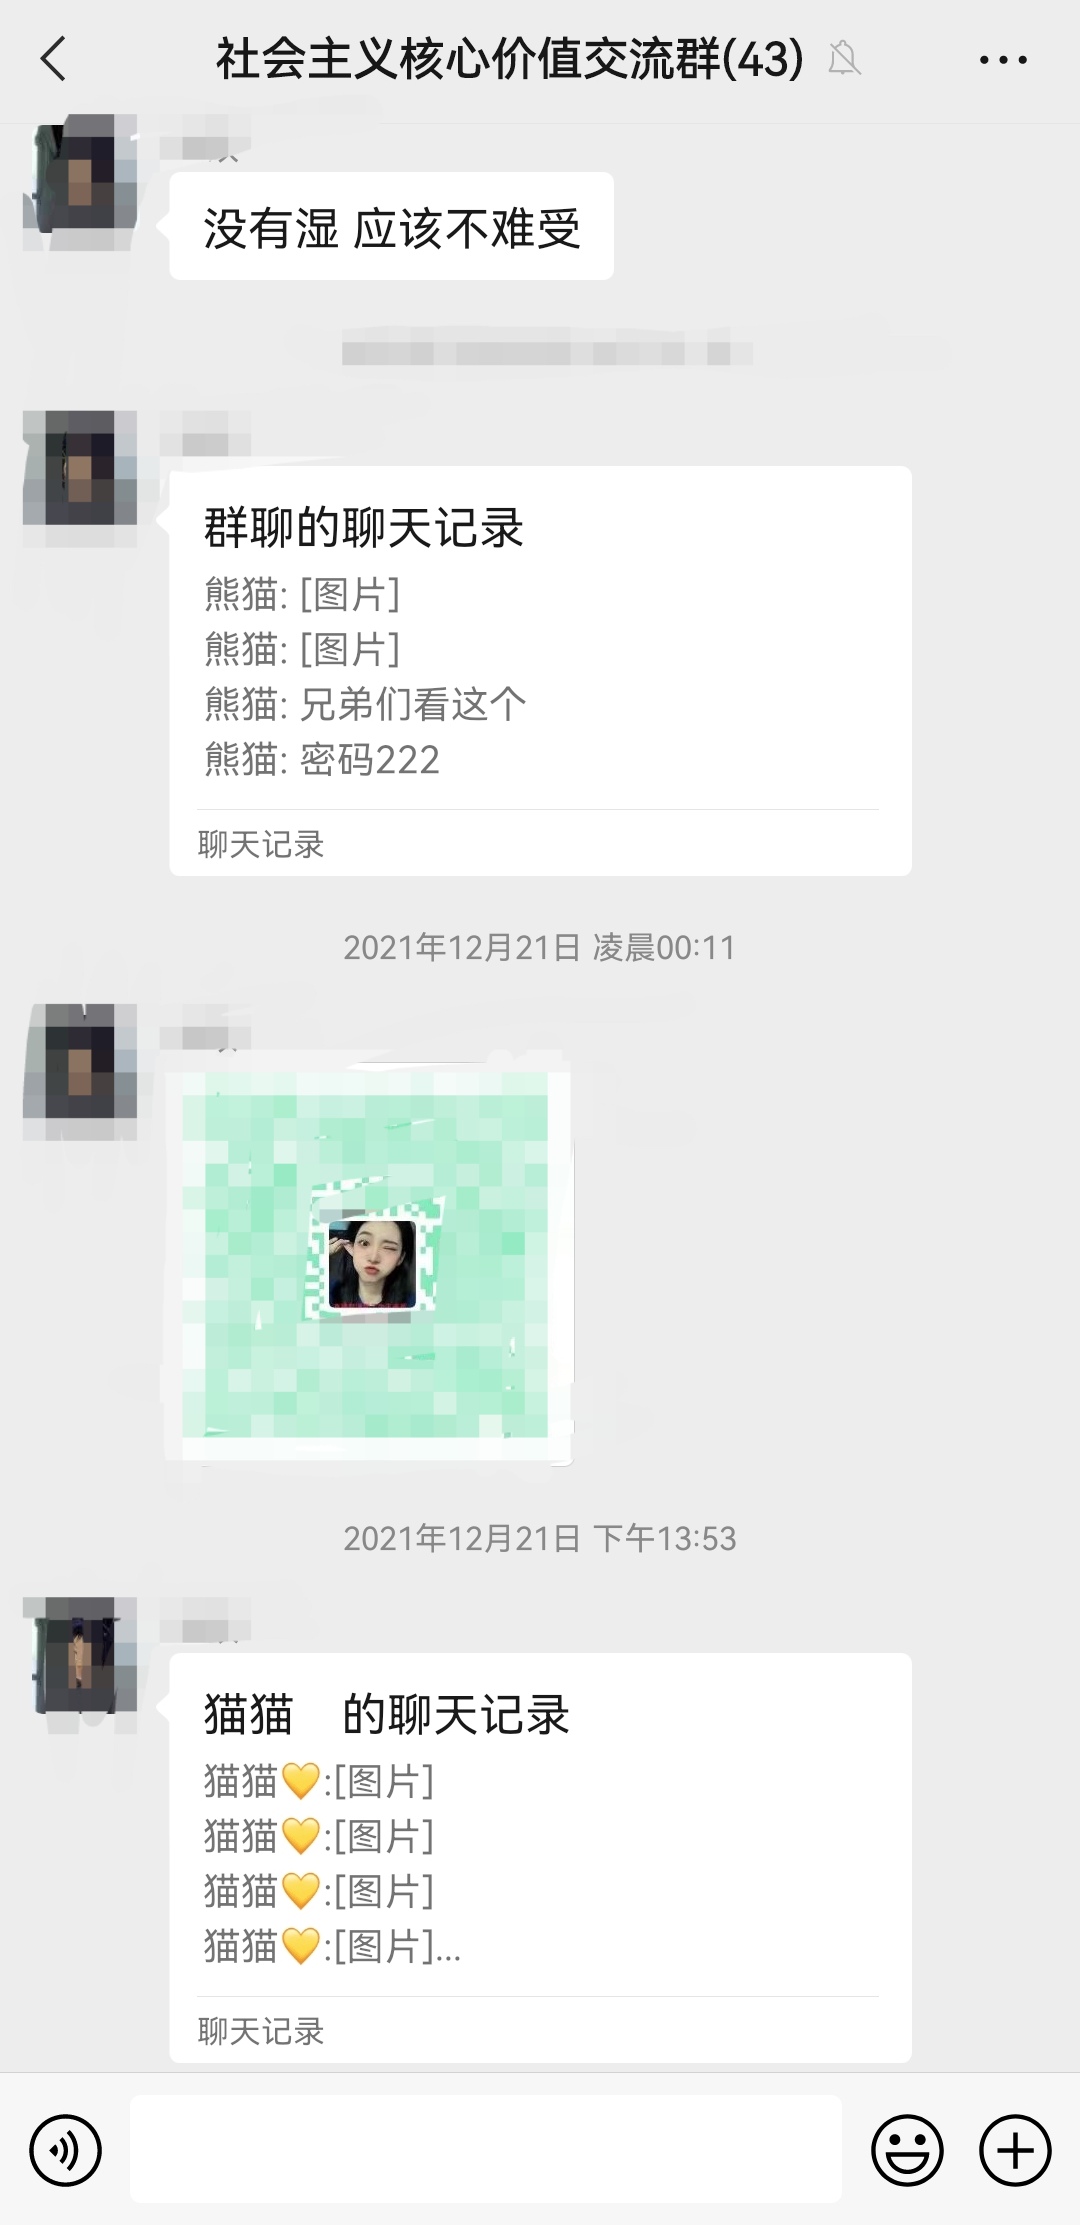 社会主义核心价值交流群(43)
没有湿 应该不难受
群聊的聊天记录
熊猫: [图片]
熊猫: [图片]
熊猫: 兄弟们看这个
熊猫: 密码222
聊天记录
2021年12月21日 凌晨00:11
2021年12月21日 下午13:53
猫猫 的聊天记录
猫猫💛:[图片]
猫猫💛:[图片]
猫猫💛:[图片]
猫猫💛:[图片]...
聊天记录